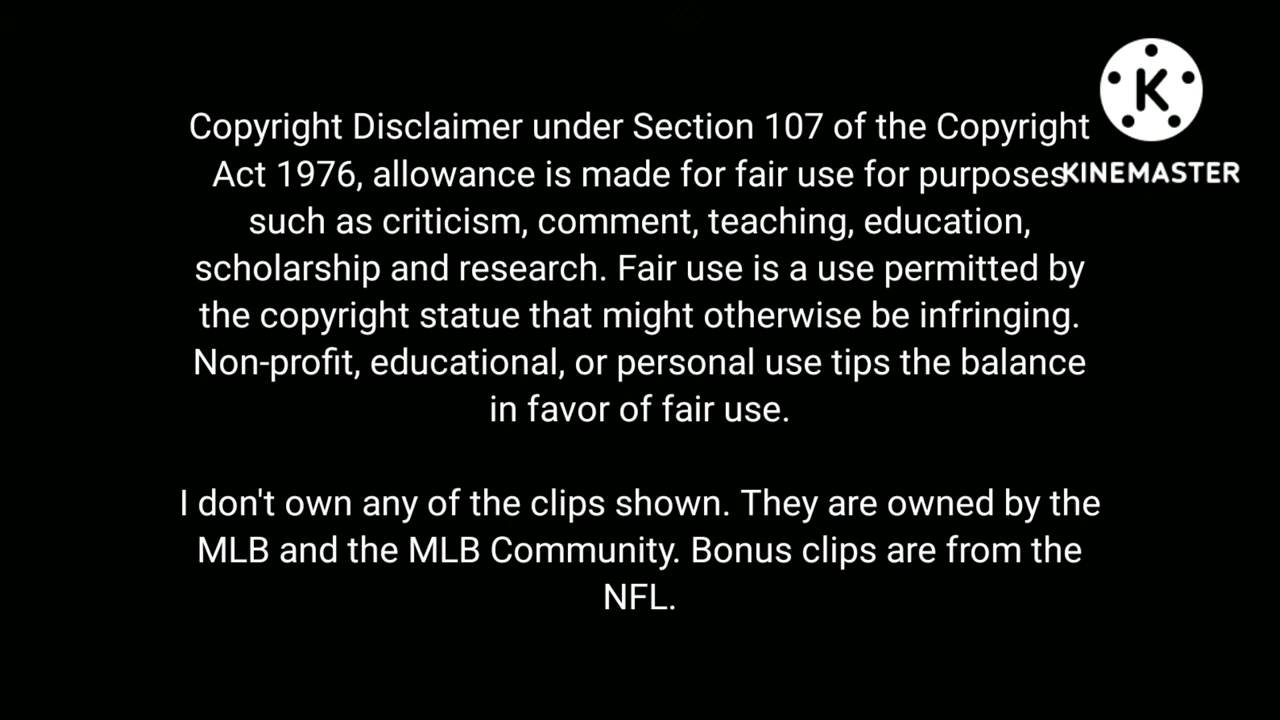 Copyright Disclaimer under Section 107 of the Copyright
Act 1976, allowance is made for fair use for purposes
such as criticism, comment, teaching, education,
scholarship and research. Fair use is a use permitted by
the copyright statue that might otherwise be infringing.
Non-profit, educational, or personal use tips the balance
in favor of fair use.
I don't own any of the clips shown. They are owned by the
MLB and the MLB Community. Bonus clips are from the
NFL.
K
KINEMASTER